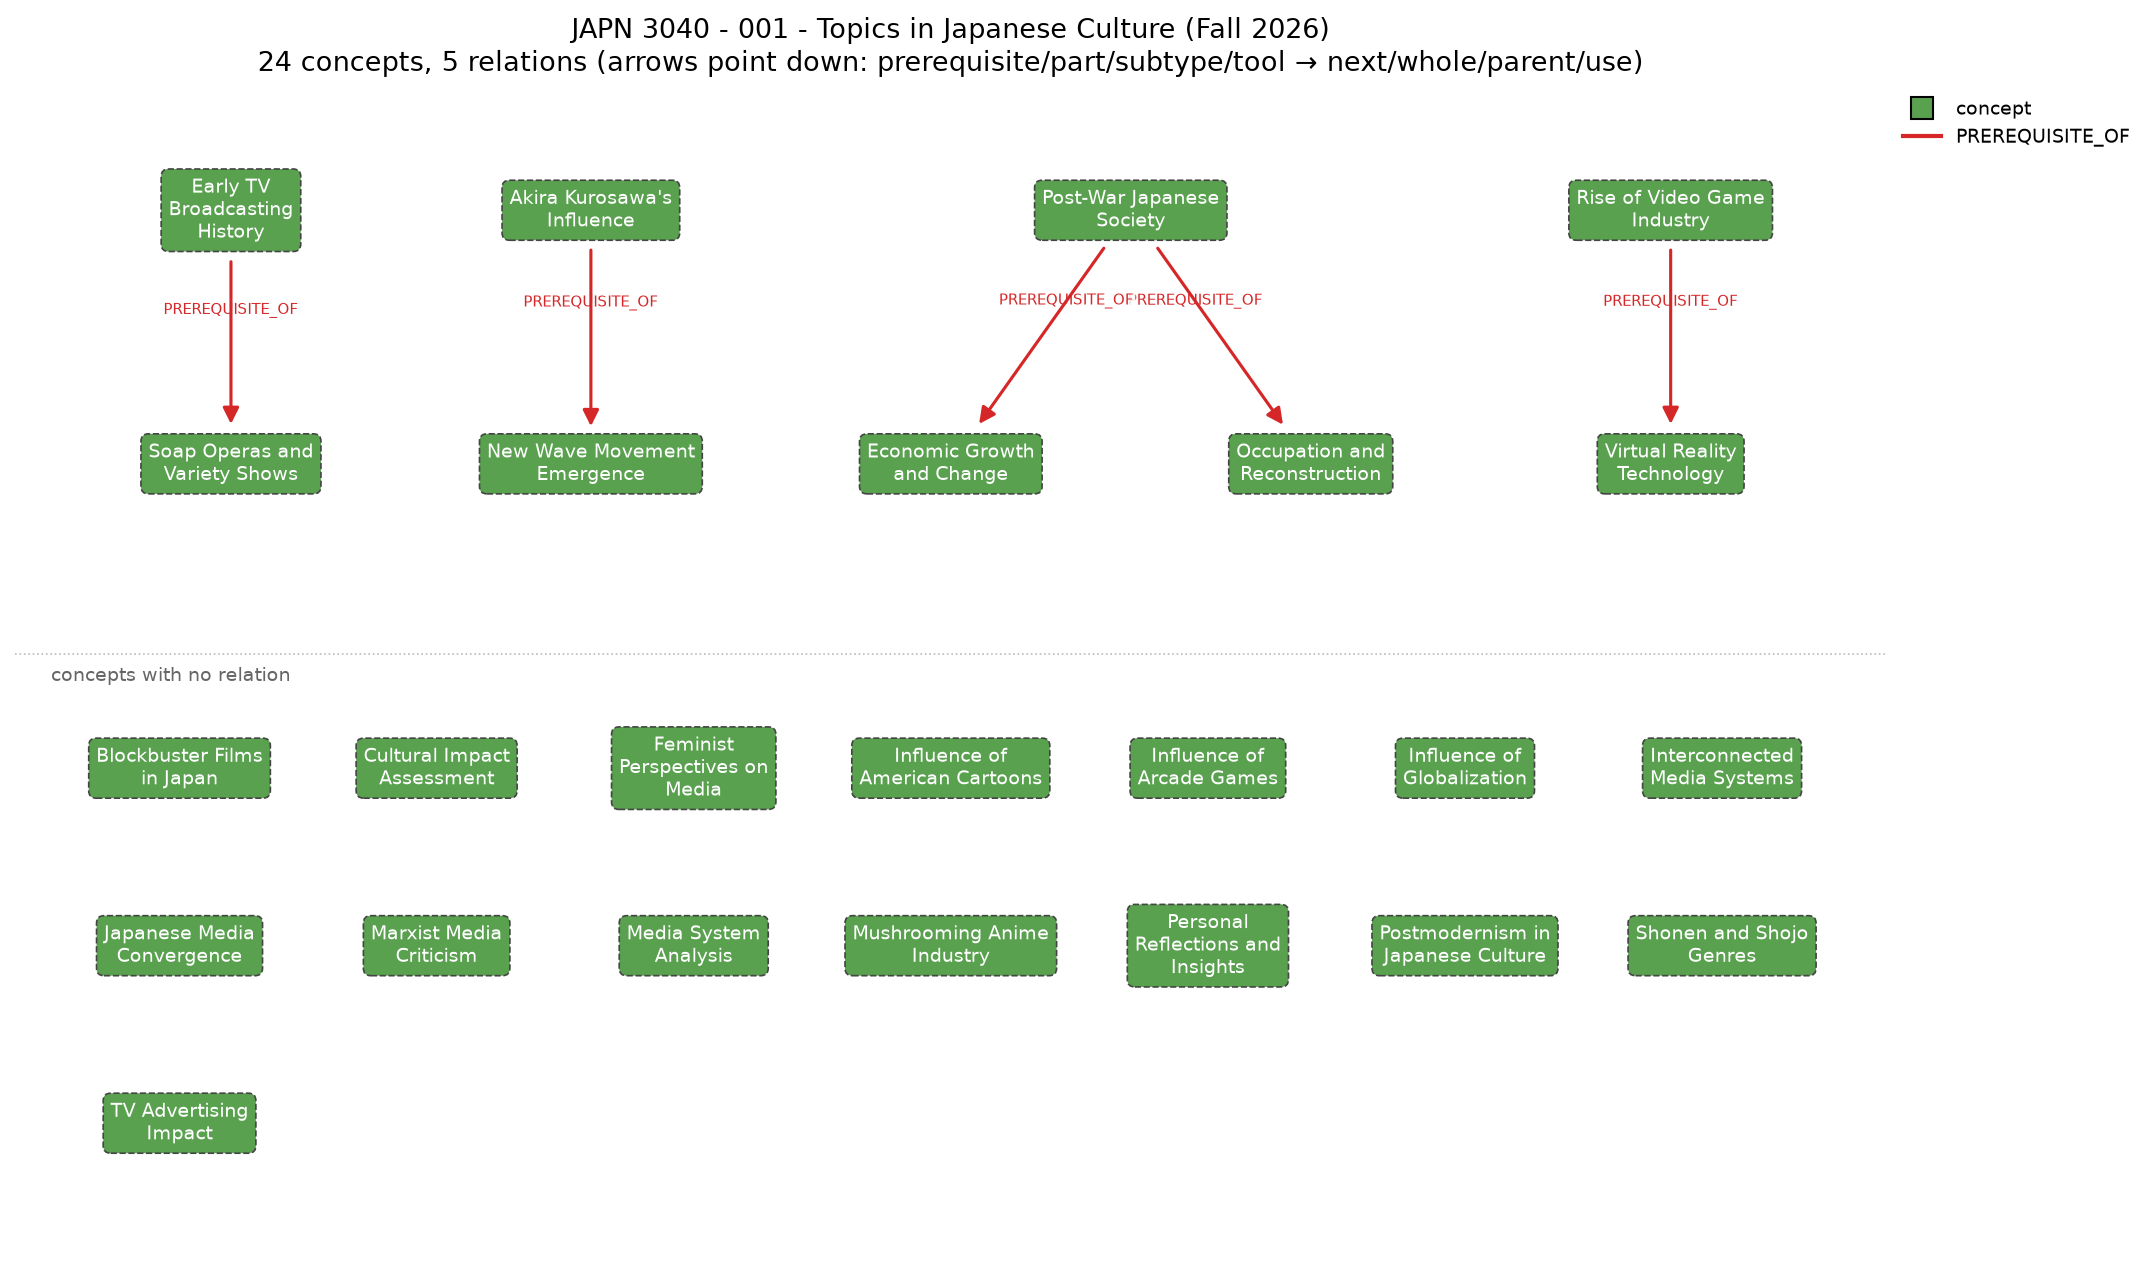 JAPN 3040 - 001 - Topics in Japanese Culture (Fall 2026)
24 concepts, 5 relations (arrows point down: prerequisite/part/subtype/tool → next/whole/parent/use)
concept
PREREQUISITE_OF
Early TV
Broadcasting
History
Akira Kurosawa's
Influence
Post-War Japanese
Society
Rise of Video Game
Industry
PREREQUISITE_OF
PREREQUISITE_OF
PREREQUISITE_OF
PREREQUISITE_OF
PREREQUISITE_OF
Soap Operas and
Variety Shows
New Wave Movement
Emergence
Economic Growth
and Change
Occupation and
Reconstruction
Virtual Reality
Technology
concepts with no relation
Blockbuster Films
in Japan
Cultural Impact
Assessment
Feminist
Perspectives on
Media
Influence of
American Cartoons
Influence of
Arcade Games
Influence of
Globalization
Interconnected
Media Systems
Japanese Media
Convergence
Marxist Media
Criticism
Media System
Analysis
Mushrooming Anime
Industry
Personal
Reflections and
Insights
Postmodernism in
Japanese Culture
Shonen and Shojo
Genres
TV Advertising
Impact